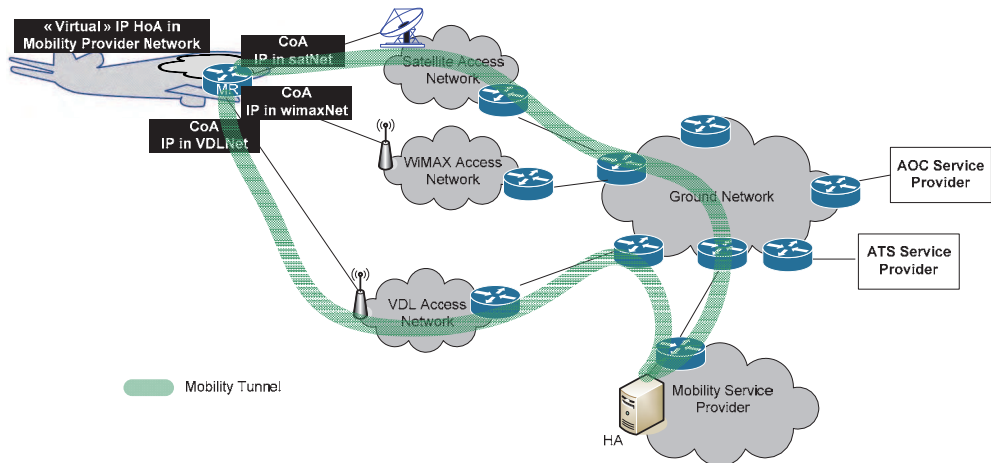 « Virtual » IP HoA in
Mobility Provider Network
CoA
IP in satNet
Satellite Access
Network
MR
CoA
IP in wimaxNet
CoA
IP in VDLNet
WiMAX Access
Network
Ground Network
AOC Service
Provider
ATS Service
Provider
VDL Access
Network
Mobility Tunnel
Mobility Service
Provider
HA